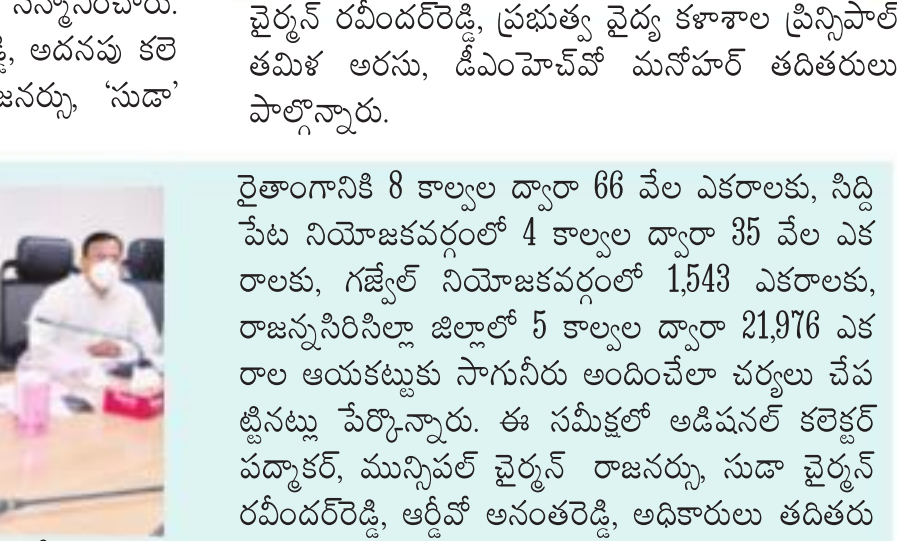 సన్మానించారు.
అదనపు కలె
‘సుడా’
చైర్మన్ రవీందర్‌రెడ్డి, ప్రభుత్వ వైద్య కళాశాల ప్రిన్సిపాల్
తమిళ అరసు, డీఎంహెచ్‌వో మనోహర్ తదితరులు
పాల్గొన్నారు.
రైతాంగానికి 8 కాల్వల ద్వారా 66 వేల ఎకరాలకు, సిద్ది
పేట నియోజకవర్గంలో 4 కాల్వల ద్వారా 35 వేల ఎక
రాలకు, గజ్వేల్ నియోజకవర్గంలో 1,543 ఎకరాలకు,
రాజన్నసిరిసిల్లా జిల్లాలో 5 కాల్వల ద్వారా 21,976 ఎక
రాల ఆయకట్టుకు సాగునీరు అందించేలా చర్యలు చేప
ట్టినట్లు పేర్కొన్నారు. ఈ సమీక్షలో అడిషనల్ కలెక్టర్
పద్మాకర్, మున్సిపల్ చైర్మన్ రాజనర్సు, సుడా చైర్మన్
రవీందర్‌రెడ్డి, ఆర్డీవో అనంతరెడ్డి, అధికారులు తదితరు